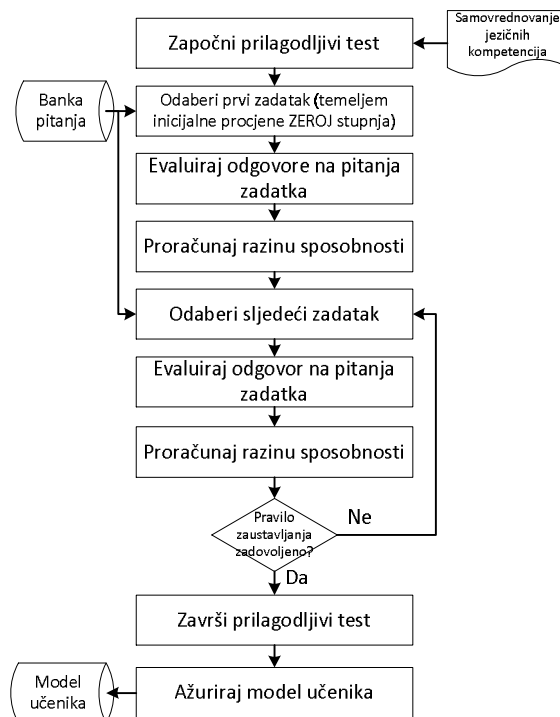 Samovrednovanje
jezičnih
kompetencija
Započni prilagodljivi test
Banka
pitanja
Odaberi prvi zadatak (temeljem
inicijalne procjene ZEROJ stupnja)
Evaluiraj odgovore na pitanja
zadatka
Proračunaj razinu sposobnosti
Odaberi sljedeći zadatak
Evaluiraj odgovor na pitanja
zadatka
Proračunaj razinu sposobnosti
Pravilo
zaustavljanja
zadovoljeno?
Ne
Da
Završi prilagodljivi test
Model
učenika
Ažuriraj model učenika